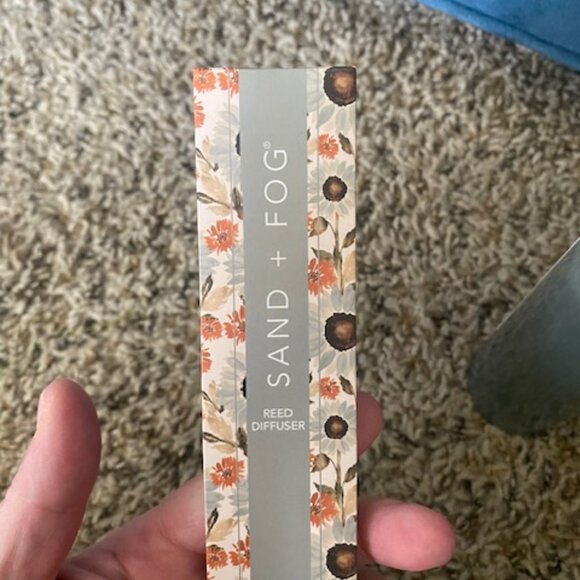 SAND + FOG®
REED
DIFFUSER